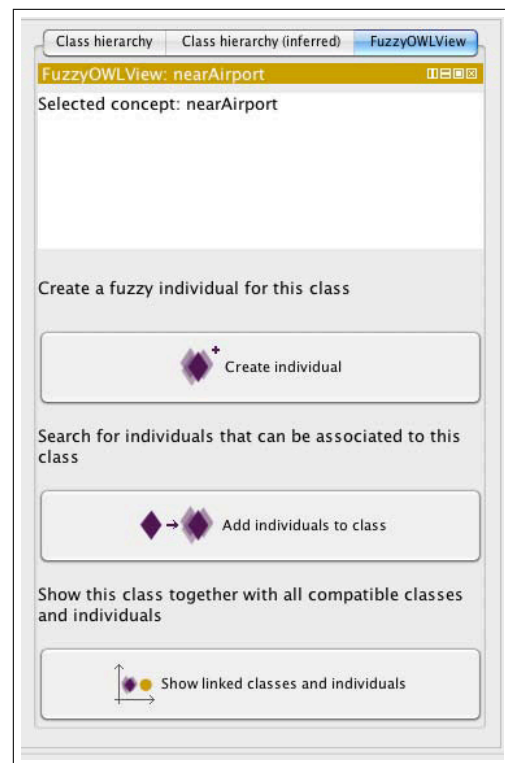 Class hierarchy Class hierarchy (inferred) FuzzyOWLView
FuzzyOWLView: nearAirport
Selected concept: nearAirport
Create a fuzzy individual for this class
Create individual
Search for individuals that can be associated to this
class
Add individuals to class
Show this class together with all compatible classes
and individuals
Show linked classes and individuals